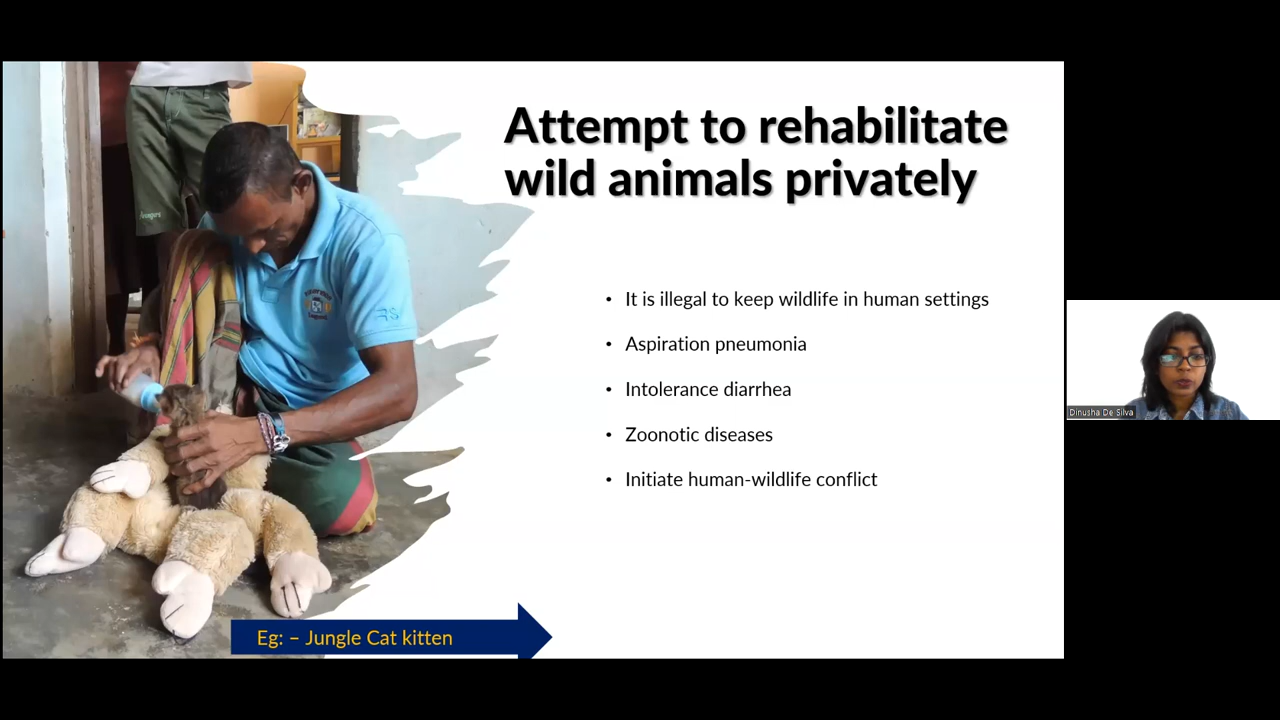 Attempt to rehabilitate
wild animals privately
• It is illegal to keep wildlife in human settings
• Aspiration pneumonia
• Intolerance diarrhea
• Zoonotic diseases
• Initiate human-wildlife conflict
Eg: – Jungle Cat kitten
Dinusha De Silva